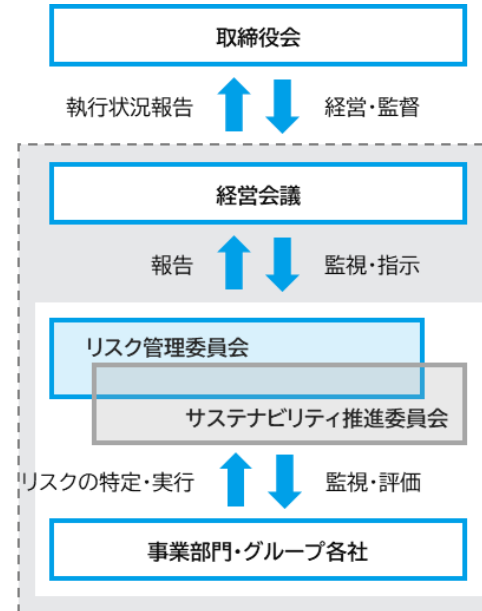 取締役会
執行状況報告
経営・監督
経営会議
報告
監視・指示
リスク管理委員会
サステナビリティ推進委員会
リスクの特定・実行
監視・評価
事業部門・グループ各社